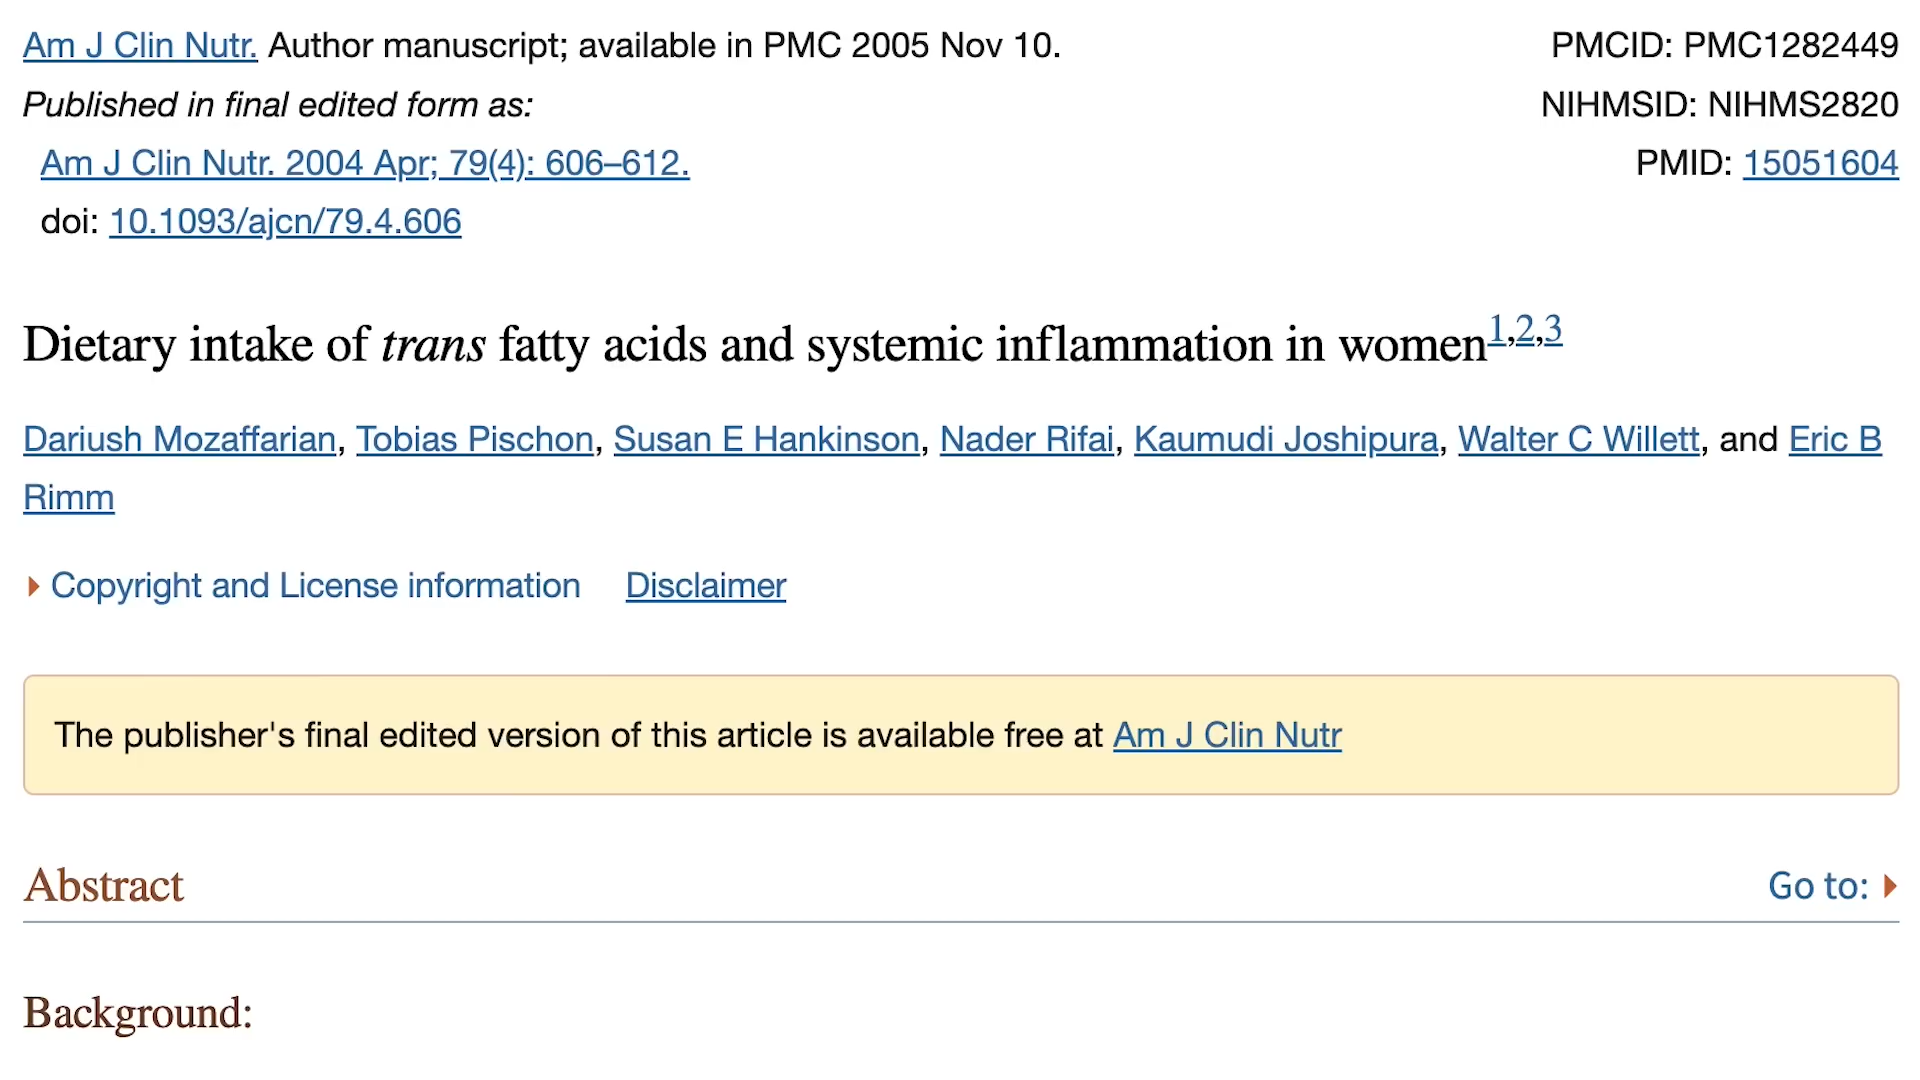 Am J Clin Nutr. Author manuscript; available in PMC 2005 Nov 10.
PMCID: PMC1282449
Published in final edited form as:
NIHMSID: NIHMS2820
Am J Clin Nutr. 2004 Apr; 79(4): 606–612.
PMID: 15051604
doi: 10.1093/ajcn/79.4.606
Dietary intake of trans fatty acids and systemic inflammation in women1,2,3
Dariush Mozaffarian, Tobias Pischon, Susan E Hankinson, Nader Rifai, Kaumudi Joshipura, Walter C Willett, and Eric B
Rimm
Copyright and License information Disclaimer
The publisher's final edited version of this article is available free at Am J Clin Nutr
Abstract
Go to:
Background: